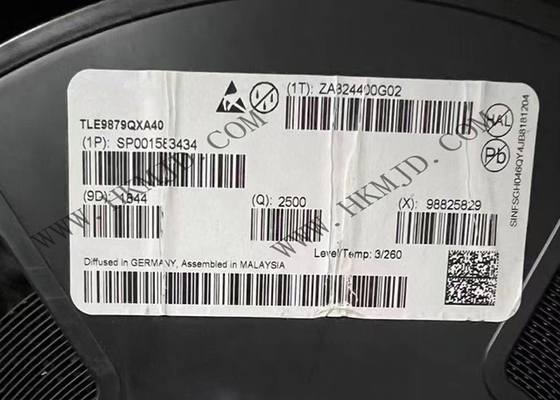 (1T): ZA824400G02
TLE9879QXA40
(1P): SP001583434
(9D): 1844
(Q): 2500
(X): 98825829
Level/Temp: 3/260
Diffused in GERMANY, Assembled in MALAYSIA
HAL
Pb
SINFSGH046QY4JB8181204
WWW.HKMJD.COM
WWW.HKMJD.COM